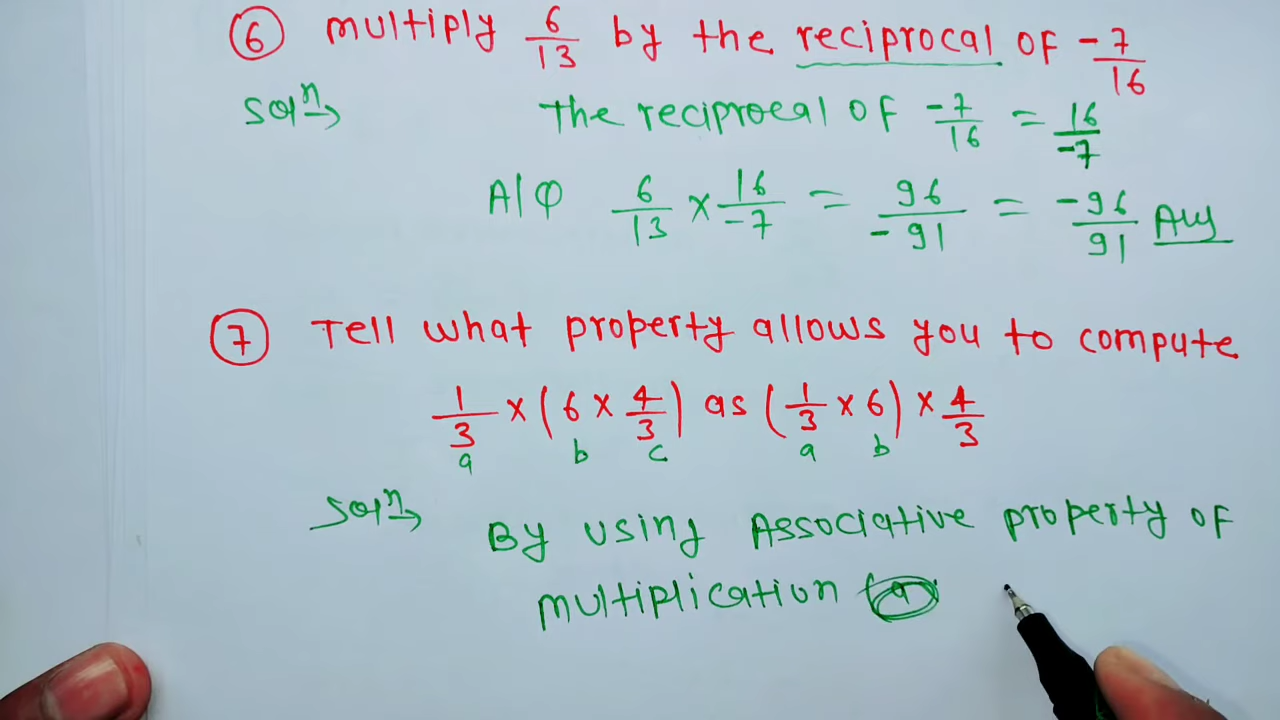 ⑥ multiply 6/13 by the reciprocal of -7/16
Solⁿ→ The reciprocal of -7/16 = 16/-7
A/Q 6/13 × 16/-7 = 96/-91 = -96/91 Ans
⑦ Tell what property allows you to compute
1/3 × (6 × 4/3) as (1/3 × 6) × 4/3
a b c a b
Solⁿ→ By using Associative property of
multiplication